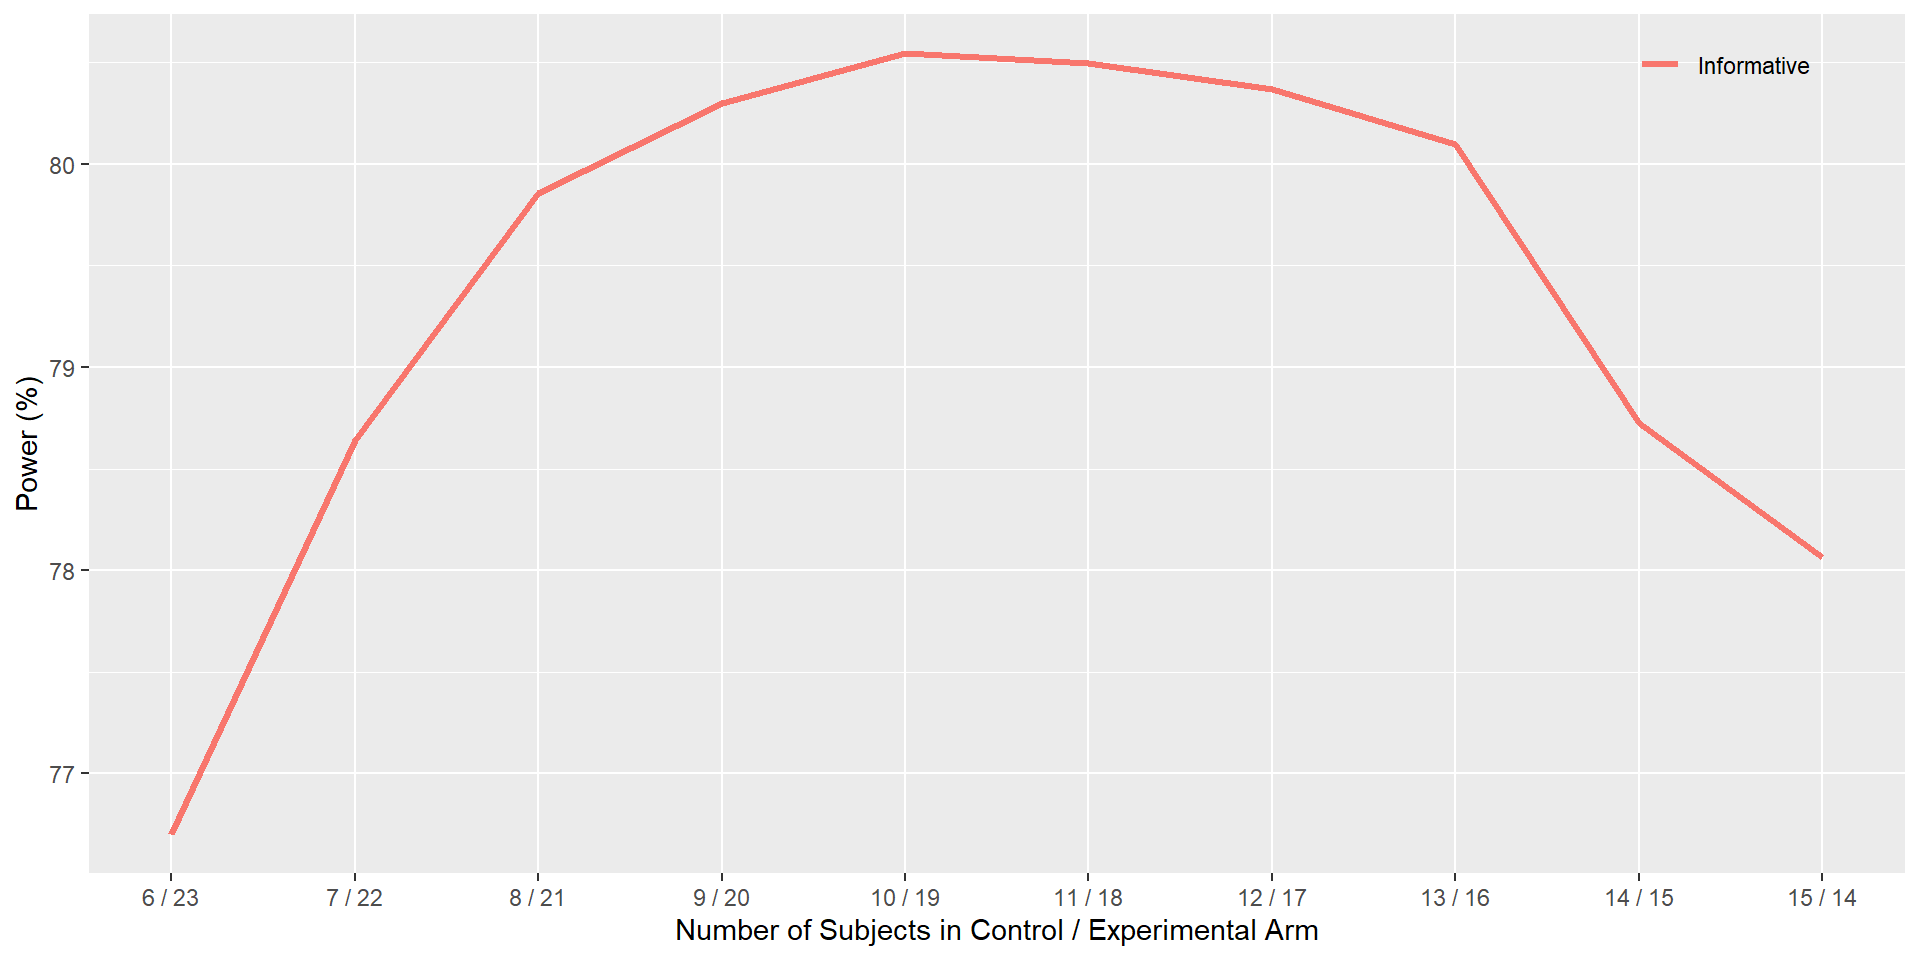 Informative
Power (%)
80
79
78
77
6 / 23 7 / 22 8 / 21 9 / 20 10 / 19 11 / 18 12 / 17 13 / 16 14 / 15 15 / 14
Number of Subjects in Control / Experimental Arm